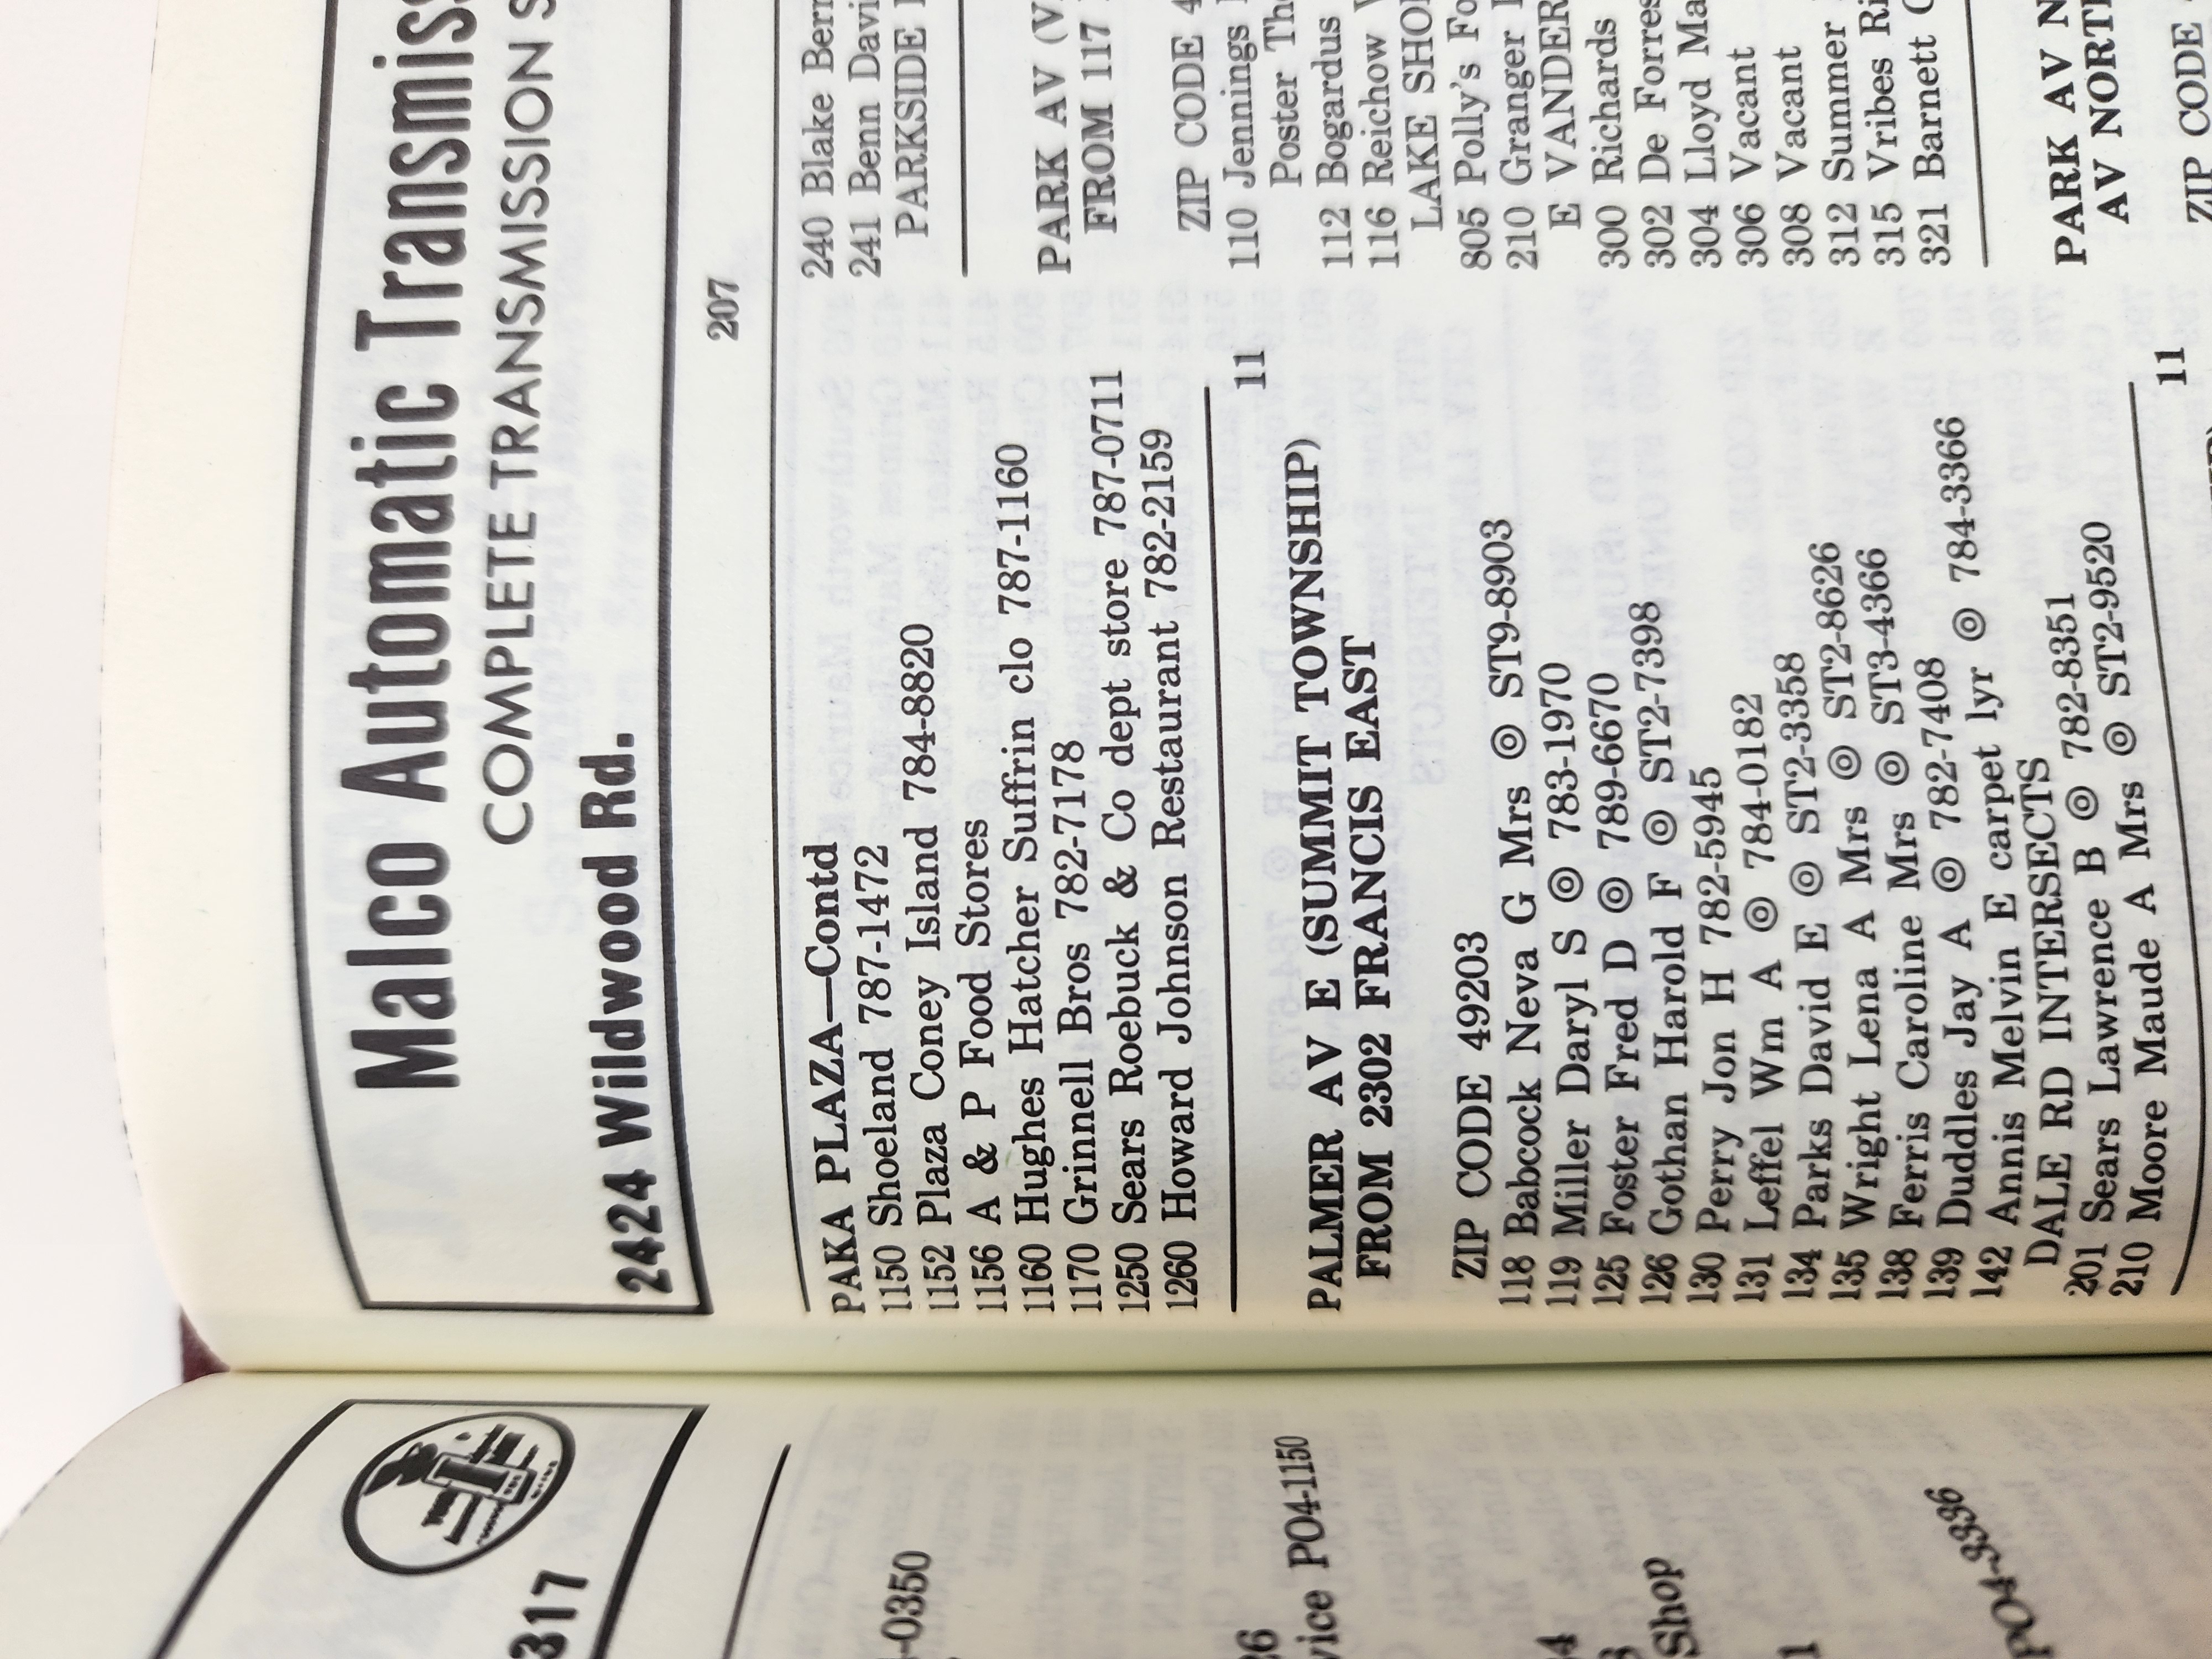 Malco Automatic Transmiss
COMPLETE TRANSMISSION S
2424 Wildwood Rd.
207
PAKA PLAZA—Contd
1150 Shoeland 787-1472
1152 Plaza Coney Island 784-8820
1156 A & P Food Stores
1160 Hughes Hatcher Suffrin clo 787-1160
1170 Grinnell Bros 782-7178
1250 Sears Roebuck & Co dept store 787-0711
1260 Howard Johnson Restaurant 782-2159
11
PALMER AV E (SUMMIT TOWNSHIP)
FROM 2302 FRANCIS EAST
ZIP CODE 49203
118 Babcock Neva G Mrs ◎ ST9-8903
119 Miller Daryl S ◎ 783-1970
125 Foster Fred D ◎ 789-6670
126 Gothan Harold F ◎ ST2-7398
130 Perry Jon H 782-5945
131 Leffel Wm A ◎ 784-0182
134 Parks David E ◎ ST2-3358
135 Wright Lena A Mrs ◎ ST2-8626
138 Ferris Caroline Mrs ◎ ST3-4366
139 Duddles Jay A ◎ 782-7408
142 Annis Melvin E carpet lyr ◎ 784-3366
DALE RD INTERSECTS
201 Sears Lawrence B ◎ 782-8351
210 Moore Maude A Mrs ◎ ST2-9520
11
240 Blake Bern
241 Benn Davi
PARKSIDE
PARK AV (V
FROM 117
ZIP CODE 4
110 Jennings
Poster Th
112 Bogardus
116 Reichow
LAKE SHO
805 Polly's Fo
210 Granger
E VANDER
300 Richards
302 De Forres
304 Lloyd Ma
306 Vacant
308 Vacant
312 Summer
315 Vribes Ri
321 Barnett
PARK AV N
AV NORT
ZIP CODE
317
-0350
26
vice PO4-1150
4
Shop
1
PO4-9336